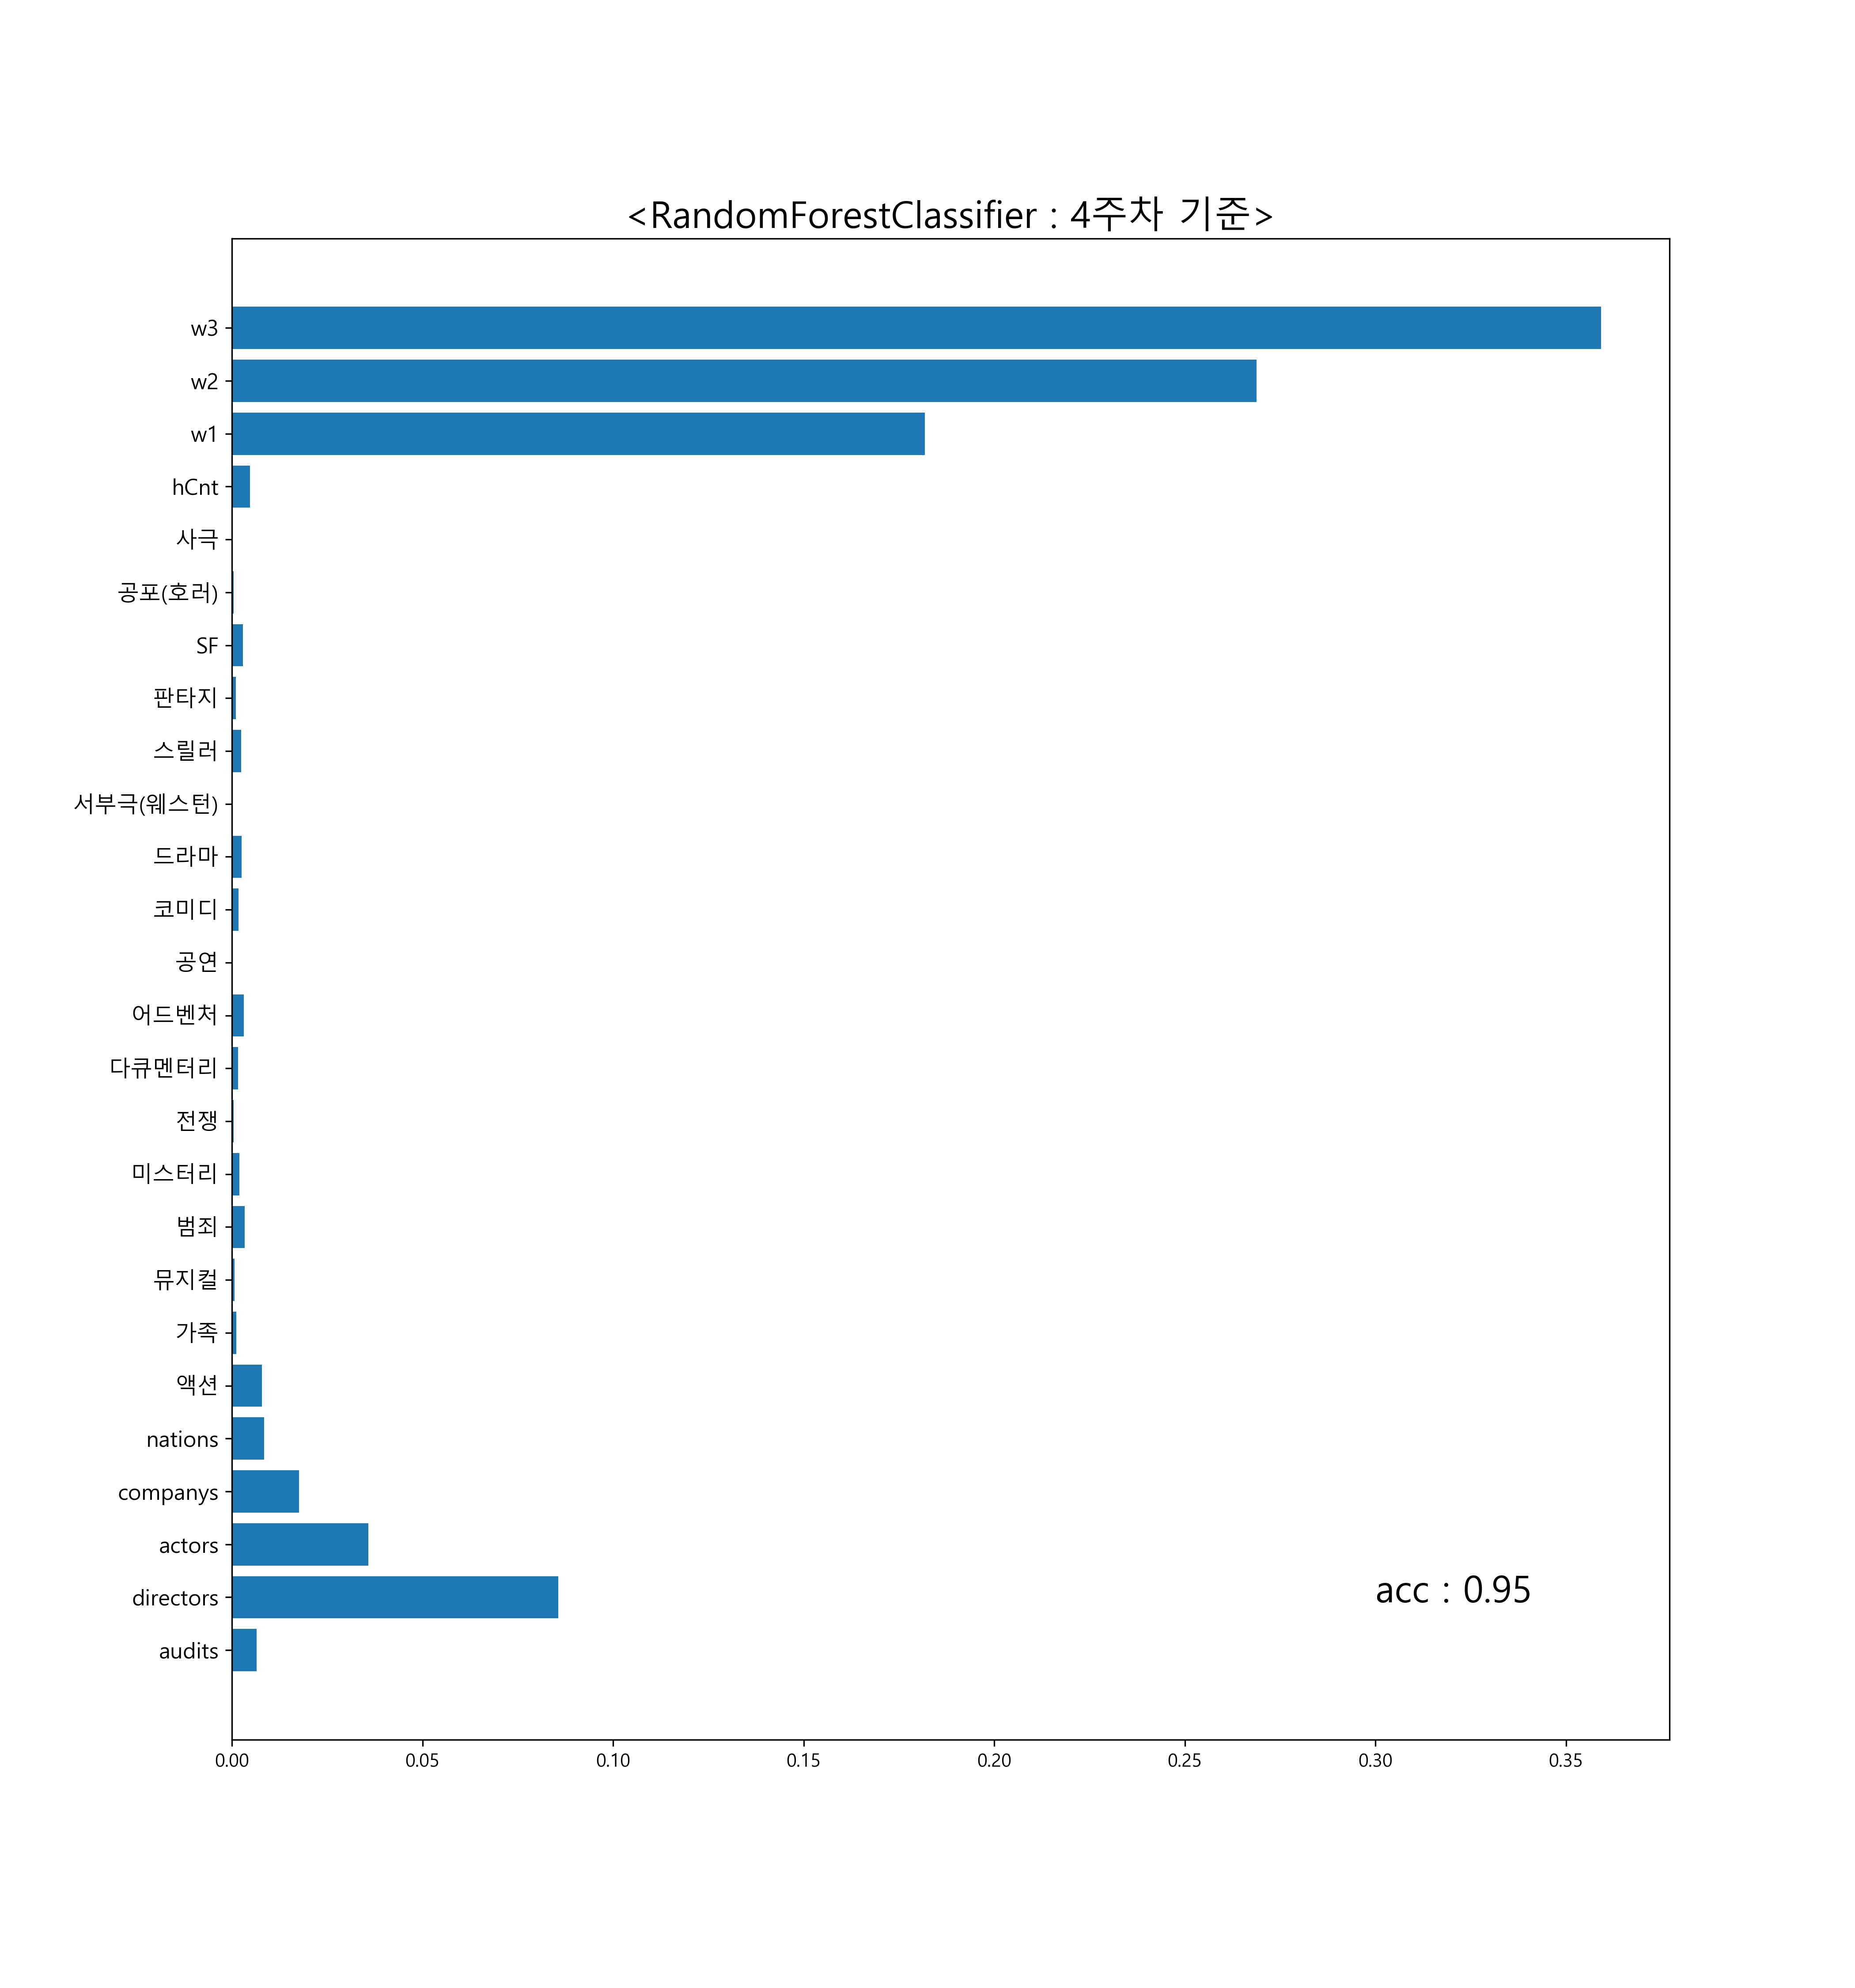 <RandomForestClassifier : 4주차 기준>
w3
w2
w1
hCnt
사극
공포(호러)
SF
판타지
스릴러
서부극(웨스턴)
드라마
코미디
공연
어드벤처
다큐멘터리
전쟁
미스터리
범죄
뮤지컬
가족
액션
nations
companys
actors
directors
acc : 0.95
audits
0.00 0.05 0.10 0.15 0.20 0.25 0.30 0.35